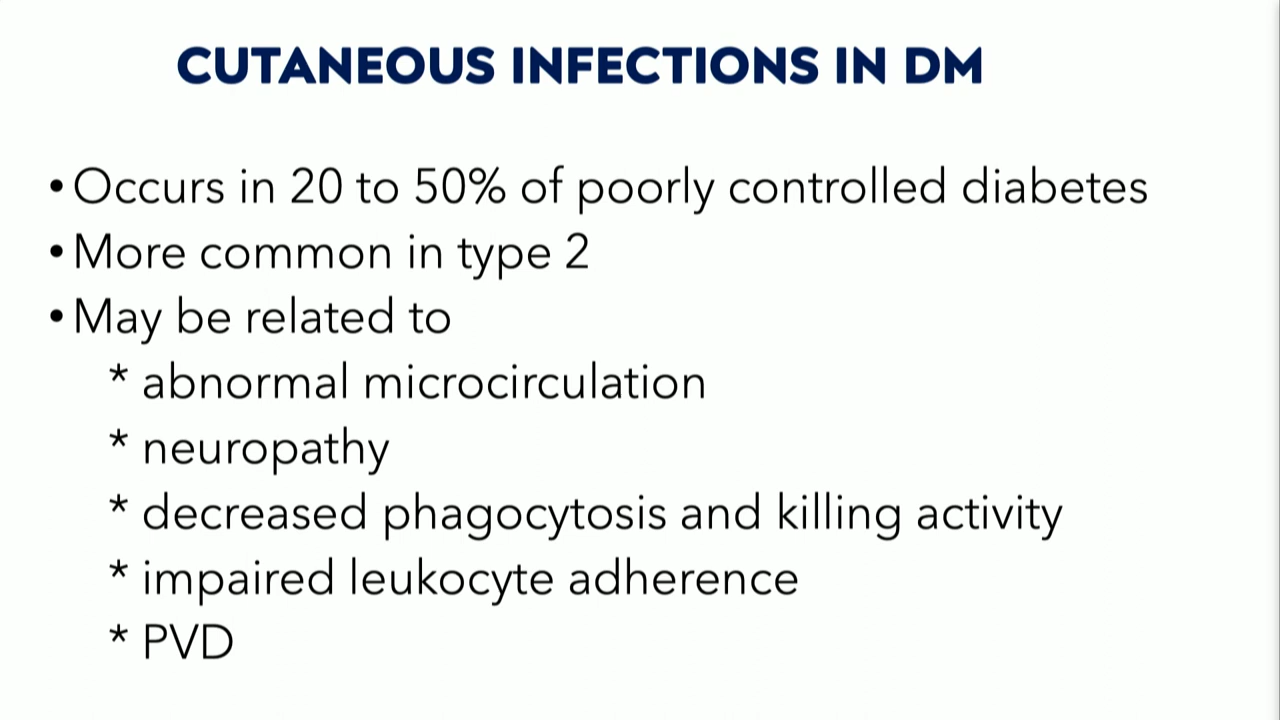 CUTANEOUS INFECTIONS IN DM
• Occurs in 20 to 50% of poorly controlled diabetes
• More common in type 2
• May be related to
* abnormal microcirculation
* neuropathy
* decreased phagocytosis and killing activity
* impaired leukocyte adherence
* PVD